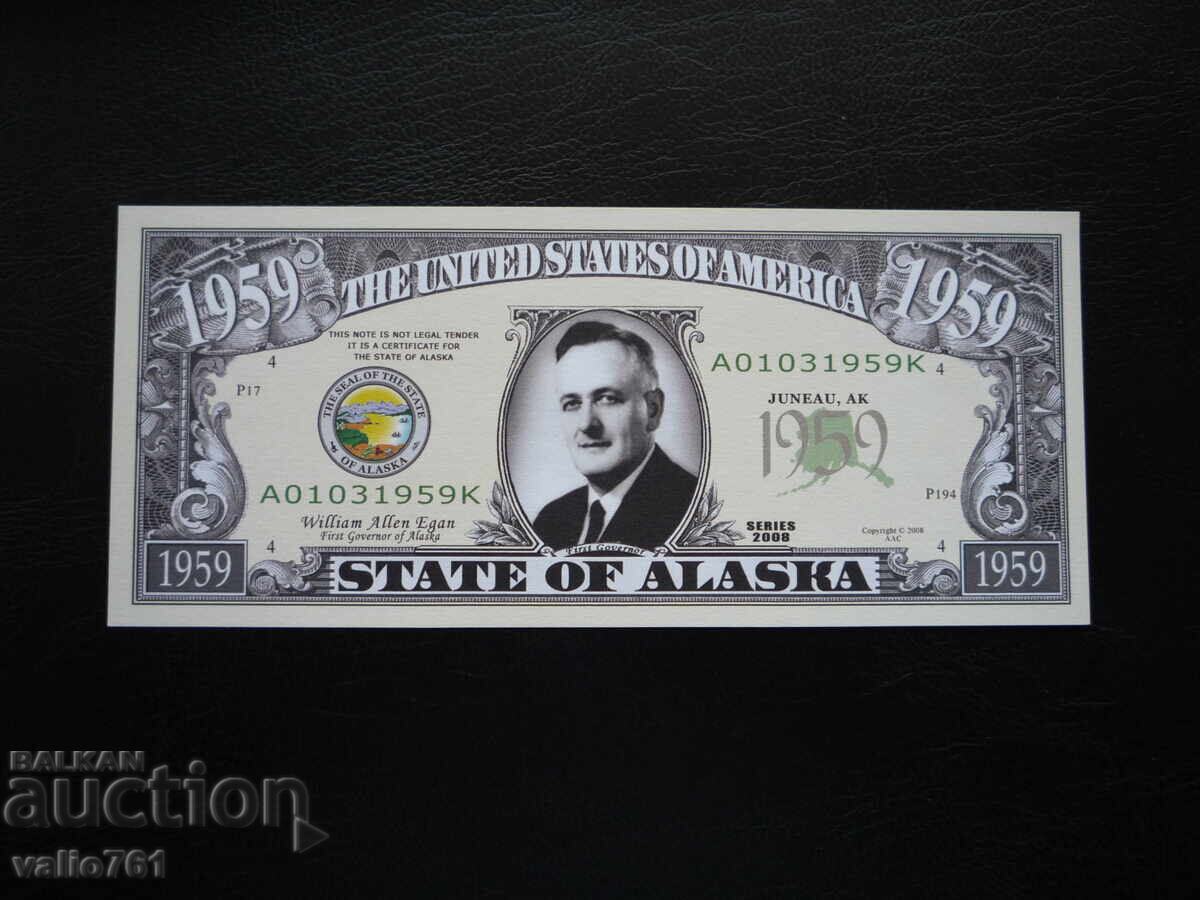 1959
THE UNITED STATES OF AMERICA
1959
THIS NOTE IS NOT LEGAL TENDER
IT IS A CERTIFICATE FOR
THE STATE OF ALASKA
4
P17
THE SEAL OF THE STATE
OF ALASKA
A01031959K
William Allen Egan
First Governor of Alaska
4
A01031959K
4
JUNEAU, AK
1959
P194
SERIES
2008
Copyright © 2008
AAC
4
First Governor
1959
STATE OF ALASKA
1959
BALKAN
auction
valio761